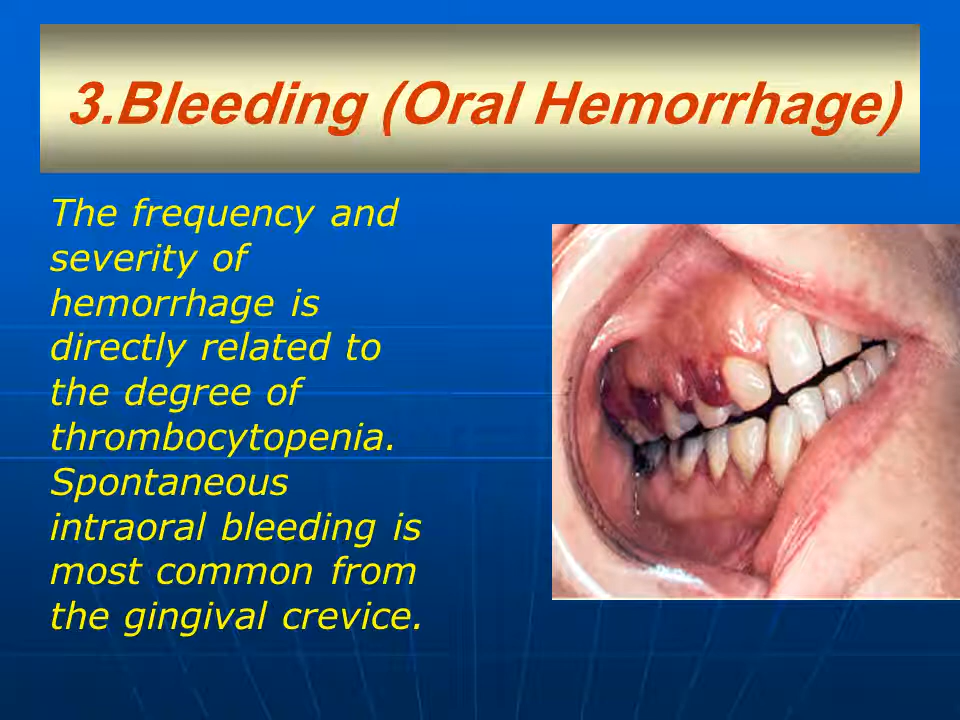 3.Bleeding (Oral Hemorrhage)
The frequency and
severity of
hemorrhage is
directly related to
the degree of
thrombocytopenia.
Spontaneous
intraoral bleeding is
most common from
the gingival crevice.